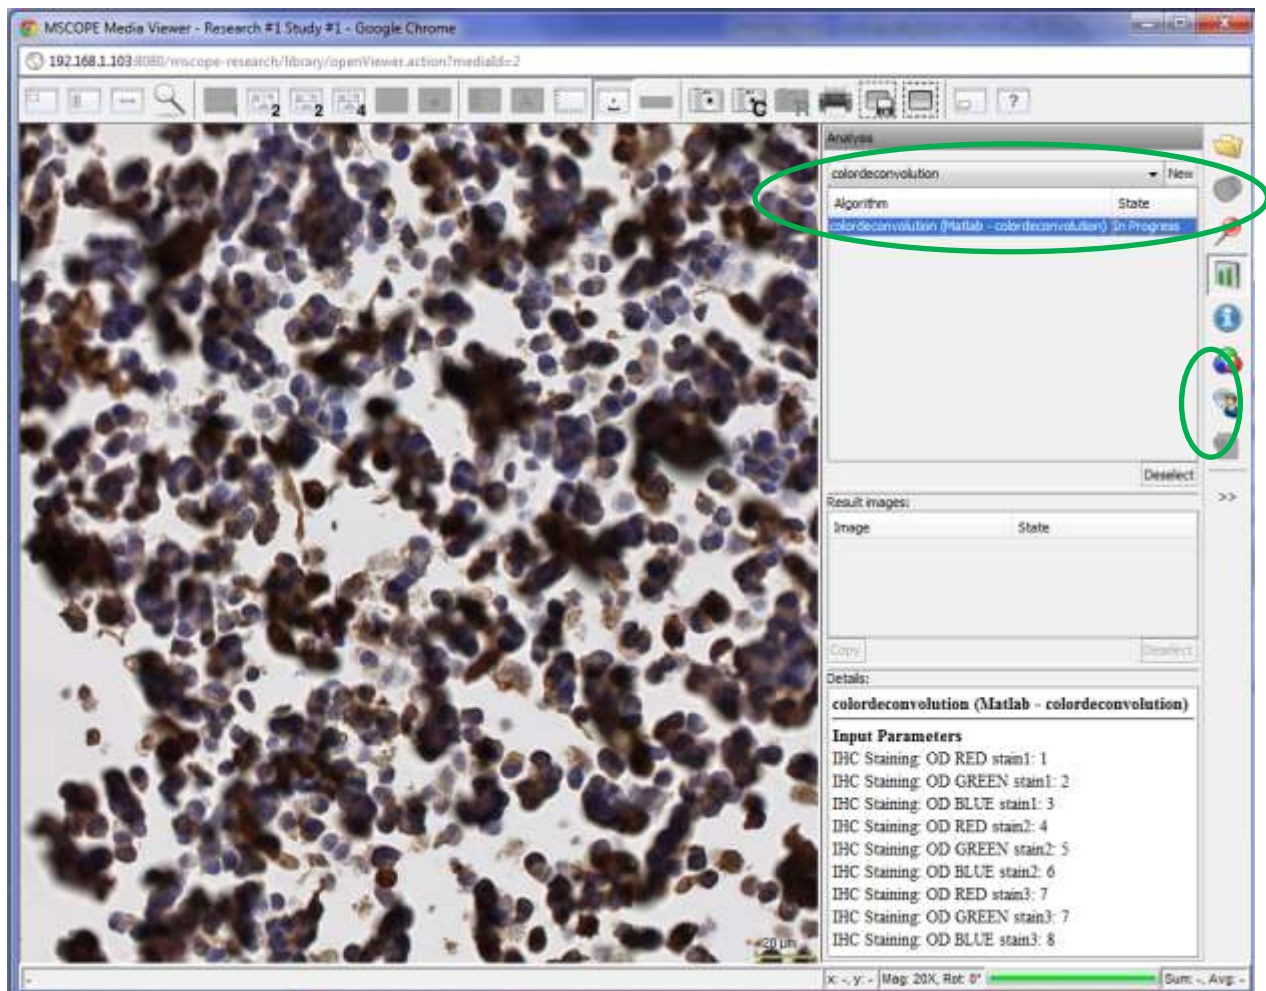 MSCOPE Media Viewer - Research #1 Study #1 - Google Chrome
192.168.1.103:8080/mscope-research/library/openViewer.action?mediaId=2
2 2 4 C R ?
Analysis
colordeconvolution New
Algorithm State
colordeconvolution (Matlab - colordeconvolution) In Progress
Deselect
>>
Result images:
Image State
Copy Deselect
Details:
colordeconvolution (Matlab - colordeconvolution)
Input Parameters
IHC Staining: OD RED stain1: 1
IHC Staining: OD GREEN stain1: 2
IHC Staining: OD BLUE stain1: 3
IHC Staining: OD RED stain2: 4
IHC Staining: OD GREEN stain2: 5
IHC Staining: OD BLUE stain2: 6
IHC Staining: OD RED stain3: 7
IHC Staining: OD GREEN stain3: 7
IHC Staining: OD BLUE stain3: 8
20 µm
- x: -, y: - Mag: 20X, Rot: 0° Sum: -, Avg: -